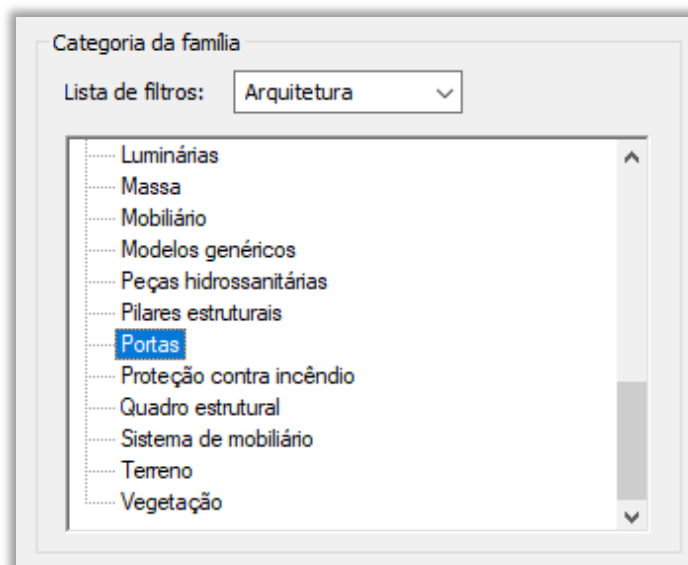 Categoria da família
Lista de filtros: Arquitetura
Luminárias
Massa
Mobiliário
Modelos genéricos
Peças hidrossanitárias
Pilares estruturais
Portas
Proteção contra incêndio
Quadro estrutural
Sistema de mobiliário
Terreno
Vegetação